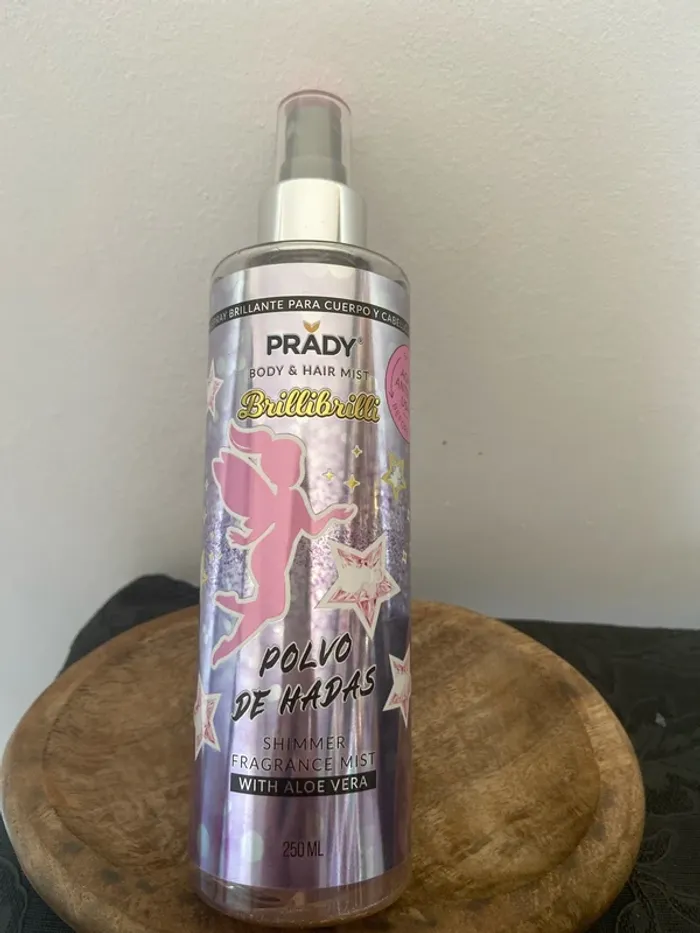 BRILLANTE PARA CUERPO Y
PRADY®
BODY & HAIR MIST
Brillibrilli
POLVO
DE HADAS
SHIMMER
FRAGRANCE MIST
WITH ALOE VERA
250 ML